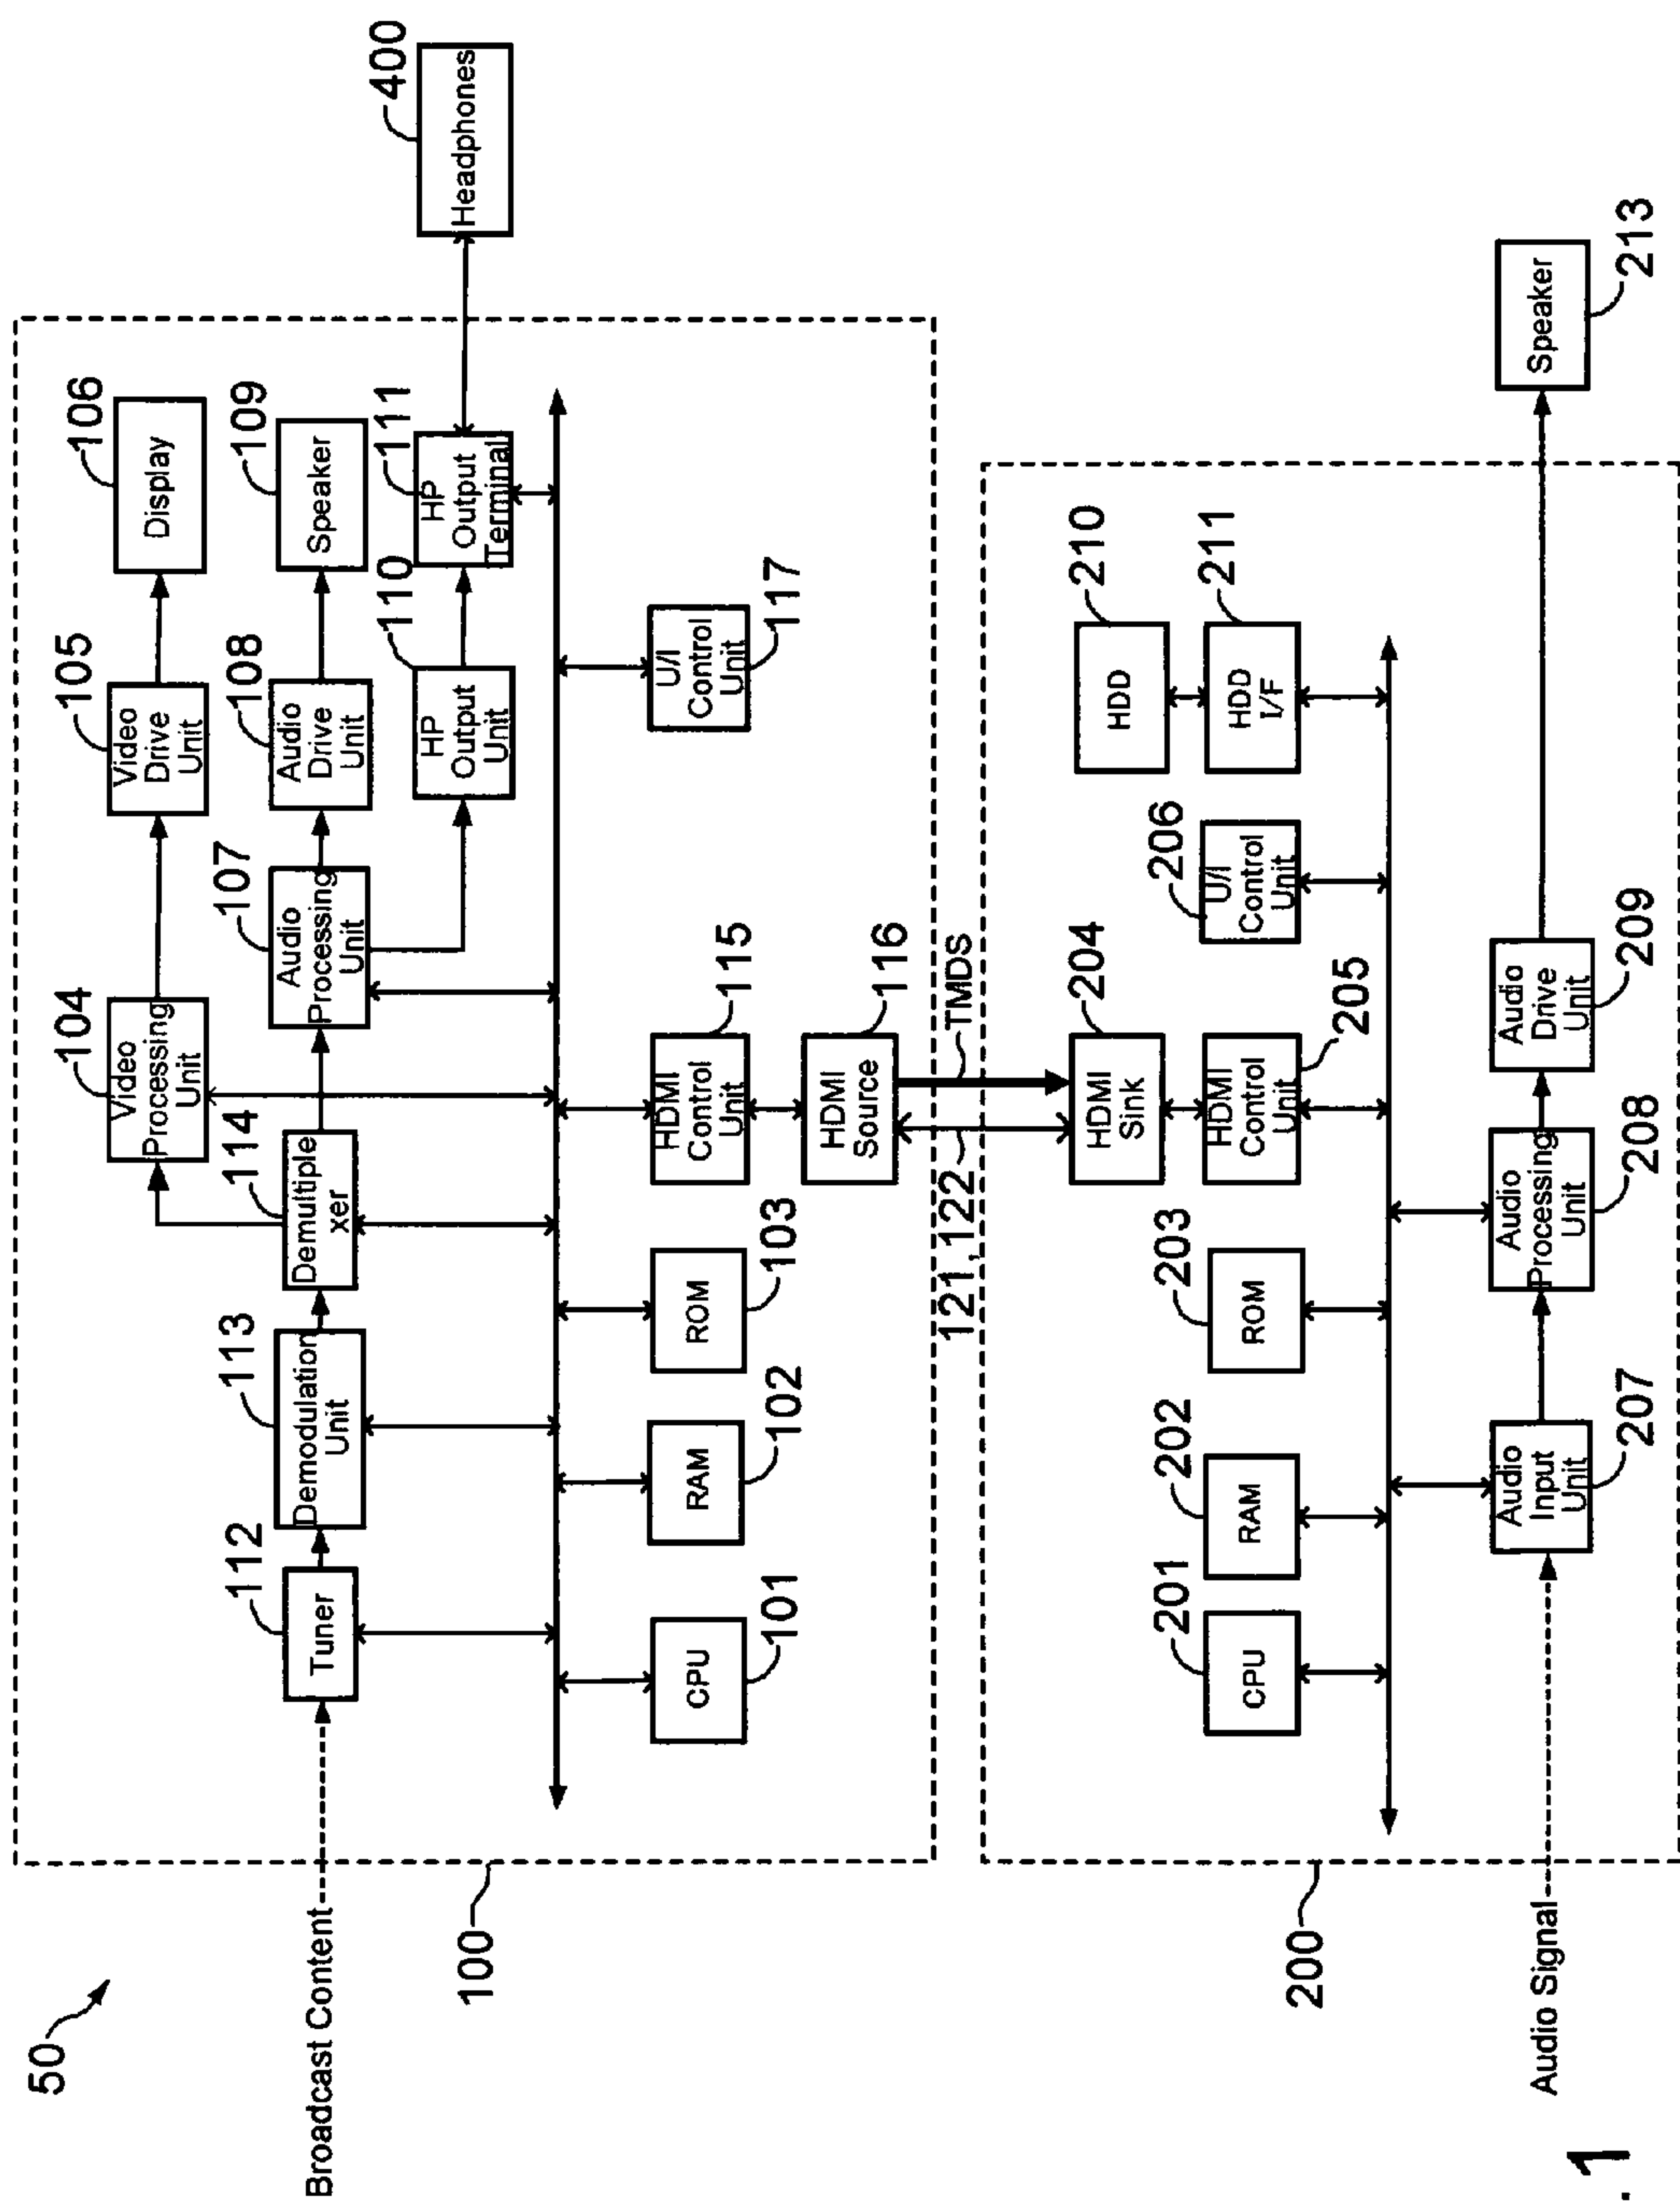 50
Broadcast Content
100
112
Tuner
113
Demodulation
Unit
114
Demultiple
xer
104
Video
Processing
Unit
105
Video
Drive
Unit
106
Display
107
Audio
Processing
Unit
108
Audio
Drive
Unit
109
Speaker
110
HP
Output
Unit
111
HP
Output
Terminal
400
Headphones
CPU
101
RAM
102
ROM
103
HDMI
Control
Unit
115
HDMI
Source
116
U/I
Control
Unit
117
121,122
TMDS
200
201
CPU
202
RAM
203
ROM
204
HDMI
Sink
HDMI
Control
Unit
205
206
U/I
Control
Unit
210
HDD
211
HDD
I/F
Audio Signal
Audio
Input
Unit
207
Audio
Processing
Unit
208
Audio
Drive
Unit
209
Speaker
213
.1